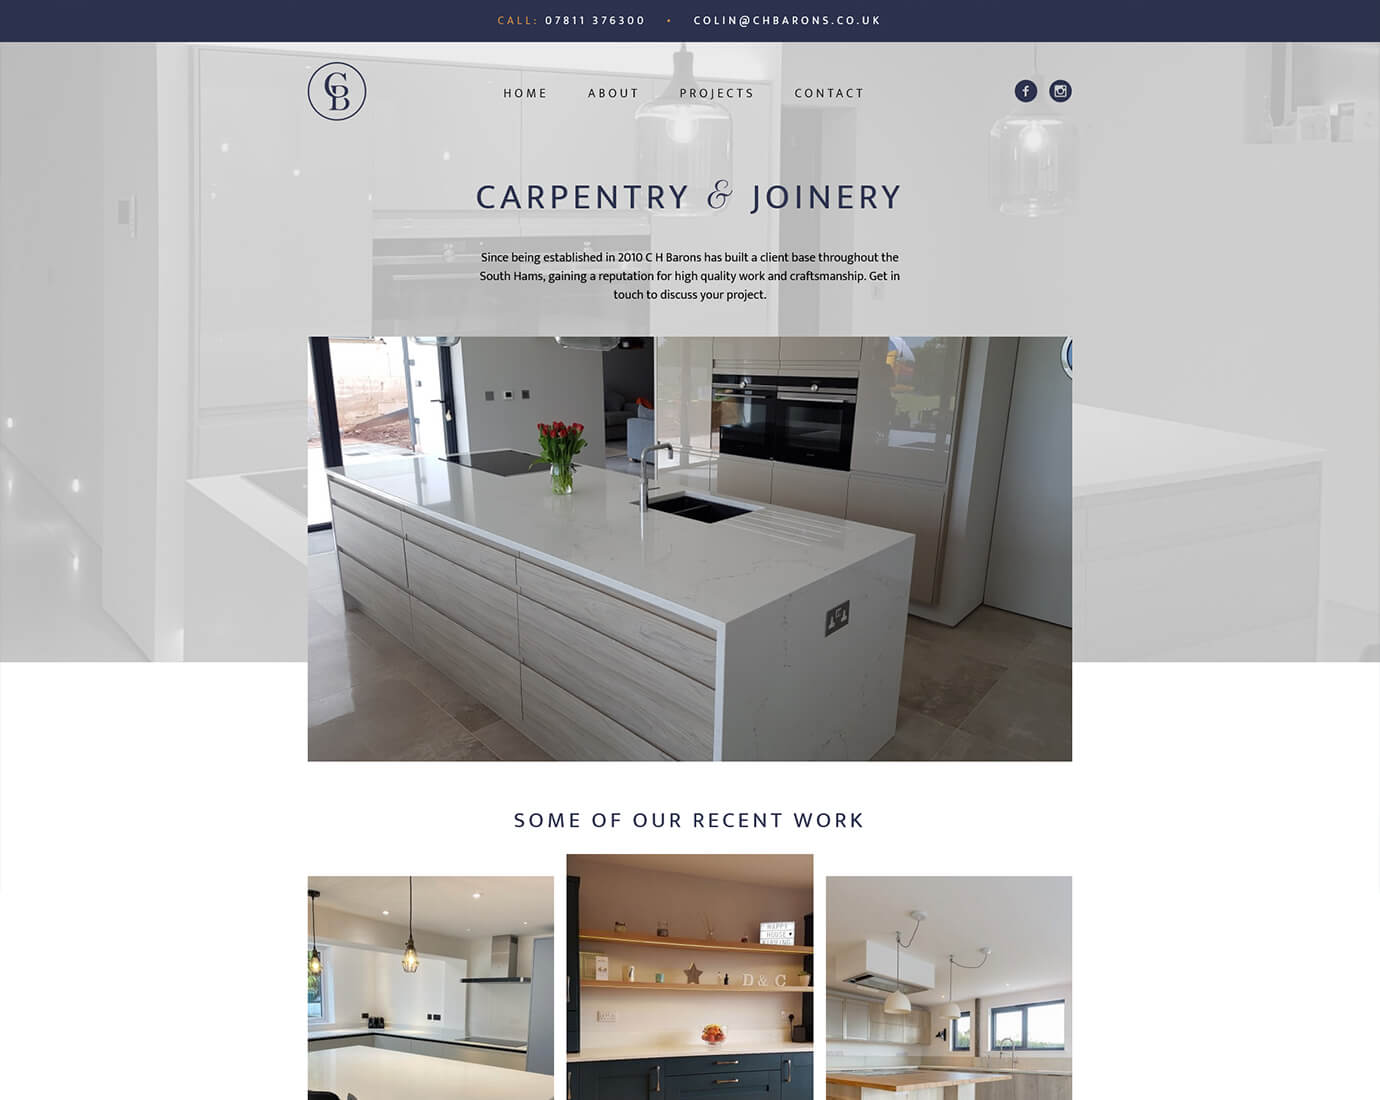 CALL: 07811 376300 • COLIN@CHBARONS.CO.UK
CB
HOME ABOUT PROJECTS CONTACT
CARPENTRY & JOINERY
Since being established in 2010 C H Barons has built a client base throughout the
South Hams, gaining a reputation for high quality work and craftsmanship. Get in
touch to discuss your project.
SOME OF OUR RECENT WORK
HAPPY
HOUSE
D & C